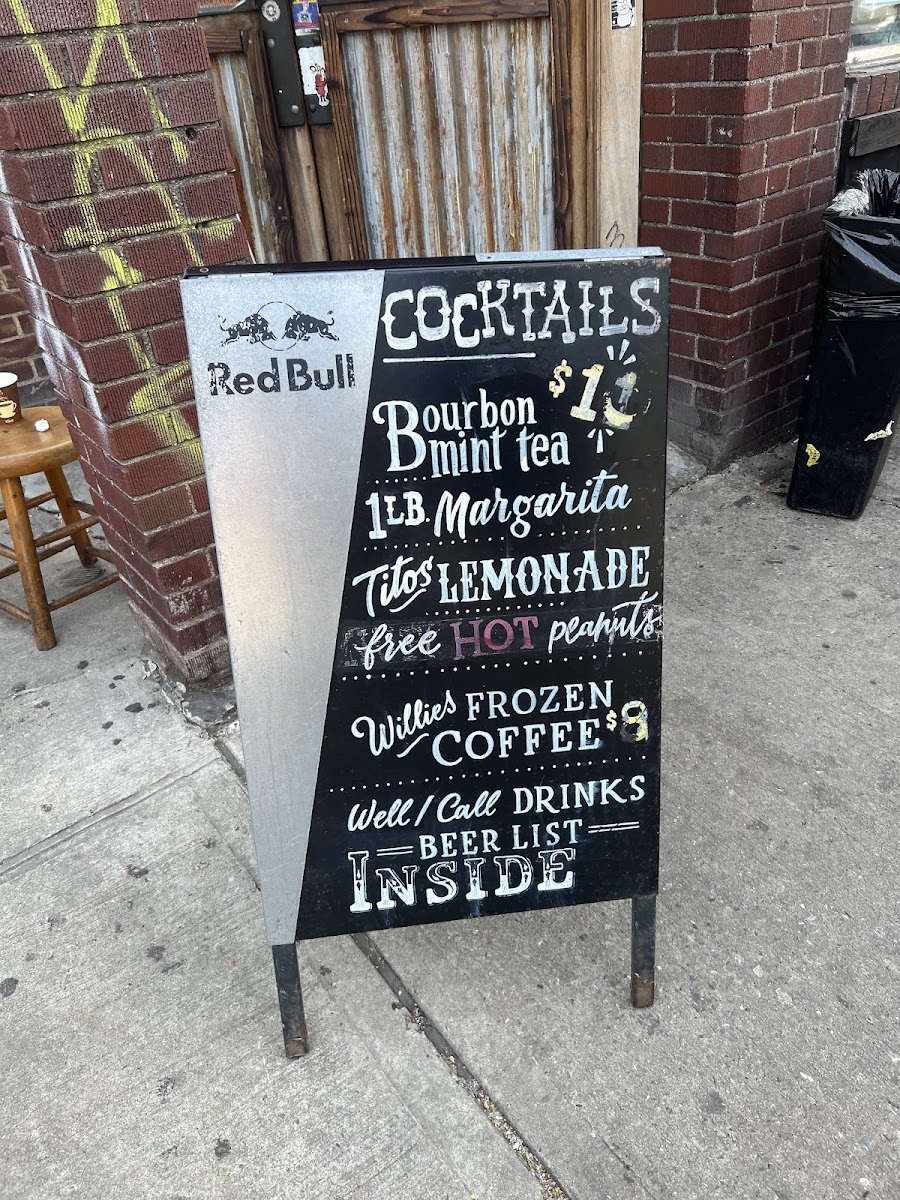 Red Bull
COCKTAILS
Bourbon
mint tea
1LB. Margarita
Titos' LEMONADE
free HOT peanuts
Willies FROZEN
COFFEE $8
Well / Call DRINKS
BEER LIST
INSIDE